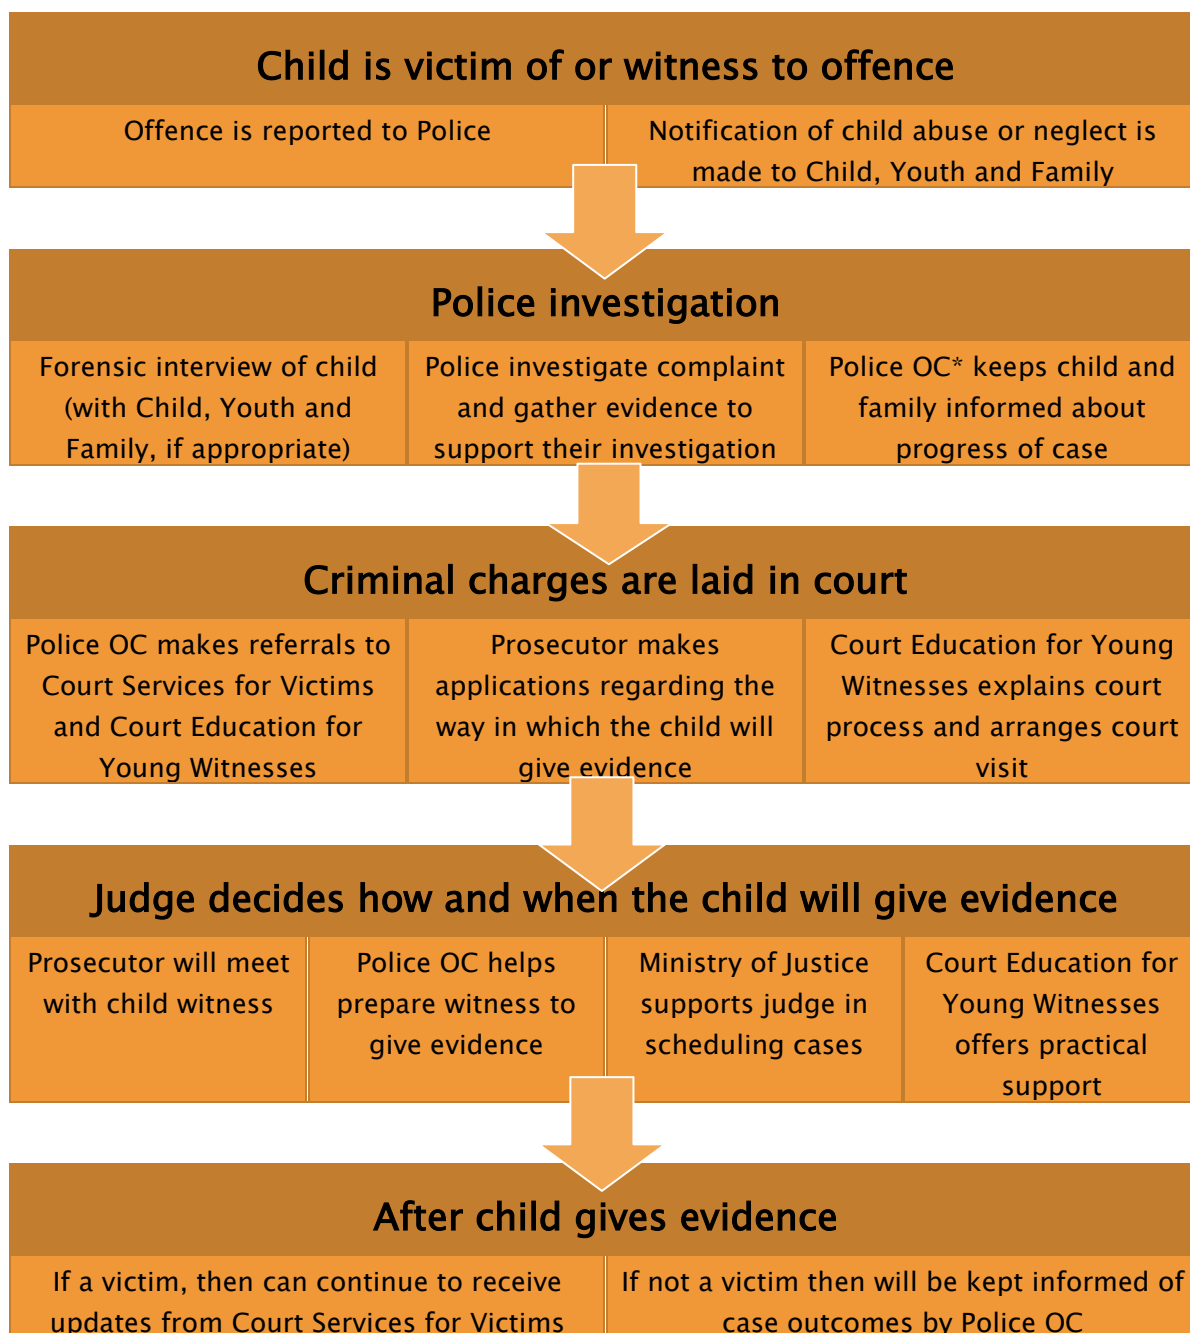 Child is victim of or witness to offence
Offence is reported to Police
Notification of child abuse or neglect is
made to Child, Youth and Family
Police investigation
Forensic interview of child
(with Child, Youth and
Family, if appropriate)
Police investigate complaint
and gather evidence to
support their investigation
Police OC* keeps child and
family informed about
progress of case
Criminal charges are laid in court
Police OC makes referrals to
Court Services for Victims
and Court Education for
Young Witnesses
Prosecutor makes
applications regarding the
way in which the child will
give evidence
Court Education for Young
Witnesses explains court
process and arranges court
visit
Judge decides how and when the child will give evidence
Prosecutor will meet
with child witness
Police OC helps
prepare witness to
give evidence
Ministry of Justice
supports judge in
scheduling cases
Court Education for
Young Witnesses
offers practical
support
After child gives evidence
If a victim, then can continue to receive
updates from Court Services for Victims
If not a victim then will be kept informed of
case outcomes by Police OC